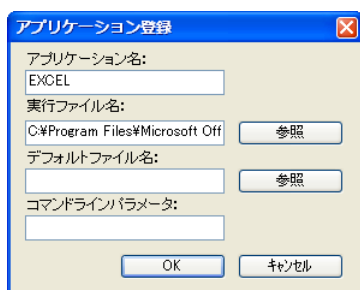 アプリケーション登録
アプリケーション名:
EXCEL
実行ファイル名:
C:¥Program Files¥Microsoft Off
参照
デフォルトファイル名:
参照
コマンドラインパラメータ:
OK
キャンセル